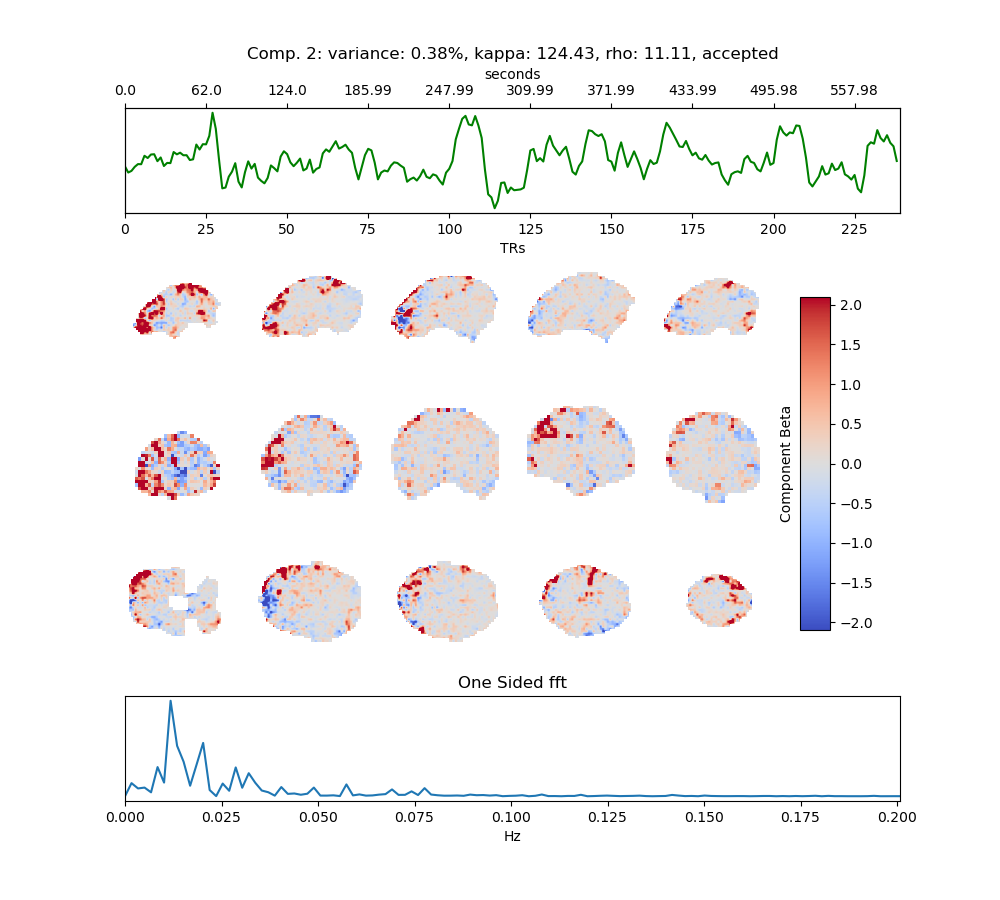 Comp. 2: variance: 0.38%, kappa: 124.43, rho: 11.11, accepted
seconds
0.0 62.0 124.0 185.99 247.99 309.99 371.99 433.99 495.98 557.98
0 25 50 75 100 125 150 175 200 225
TRs
2.0
1.5
1.0
0.5
0.0
−0.5
−1.0
−1.5
−2.0
Component Beta
One Sided fft
0.000 0.025 0.050 0.075 0.100 0.125 0.150 0.175 0.200
Hz